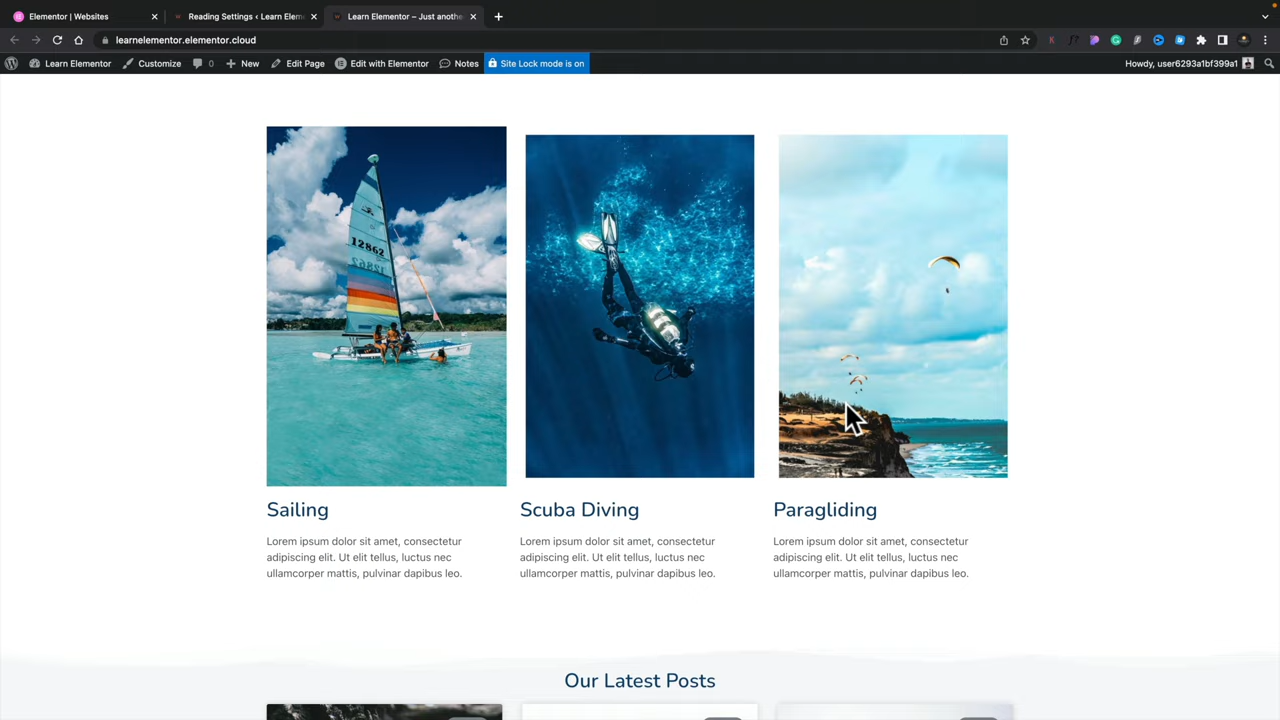 Elementor | Websites
Reading Settings ‹ Learn Elem
Learn Elementor – Just anothe
learnelementor.elementor.cloud
Learn Elementor
Customize
0
New
Edit Page
Edit with Elementor
Notes
Site Lock mode is on
Howdy, user6293a1bf399a1
12862
Sailing
Lorem ipsum dolor sit amet, consectetur
adipiscing elit. Ut elit tellus, luctus nec
ullamcorper mattis, pulvinar dapibus leo.
Scuba Diving
Lorem ipsum dolor sit amet, consectetur
adipiscing elit. Ut elit tellus, luctus nec
ullamcorper mattis, pulvinar dapibus leo.
Paragliding
Lorem ipsum dolor sit amet, consectetur
adipiscing elit. Ut elit tellus, luctus nec
ullamcorper mattis, pulvinar dapibus leo.
Our Latest Posts